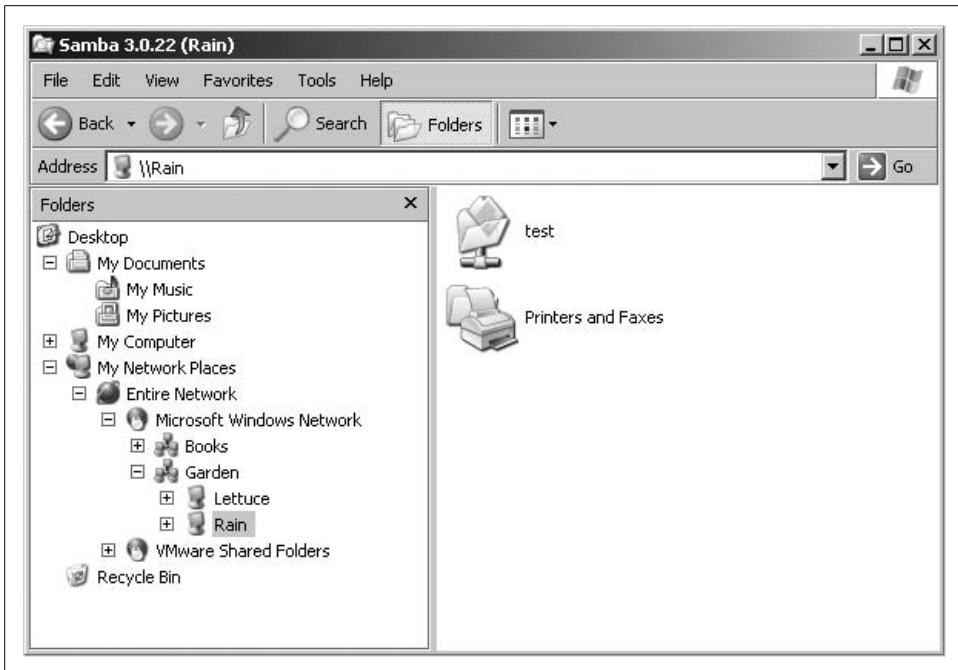 Samba 3.0.22 (Rain)
File Edit View Favorites Tools Help
Back Search Folders
Address \\Rain Go
Folders
Desktop
My Documents
My Music
My Pictures
My Computer
My Network Places
Entire Network
Microsoft Windows Network
Books
Garden
Lettuce
Rain
VMware Shared Folders
Recycle Bin
test
Printers and Faxes